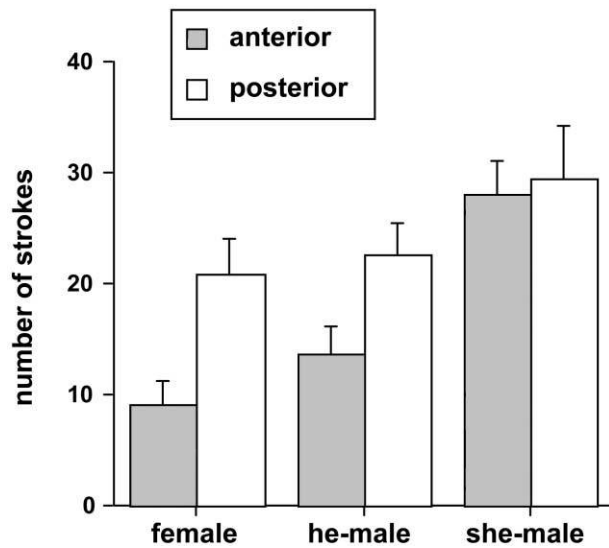 anterior
posterior
number of strokes
40
30
20
10
0
female he-male she-male